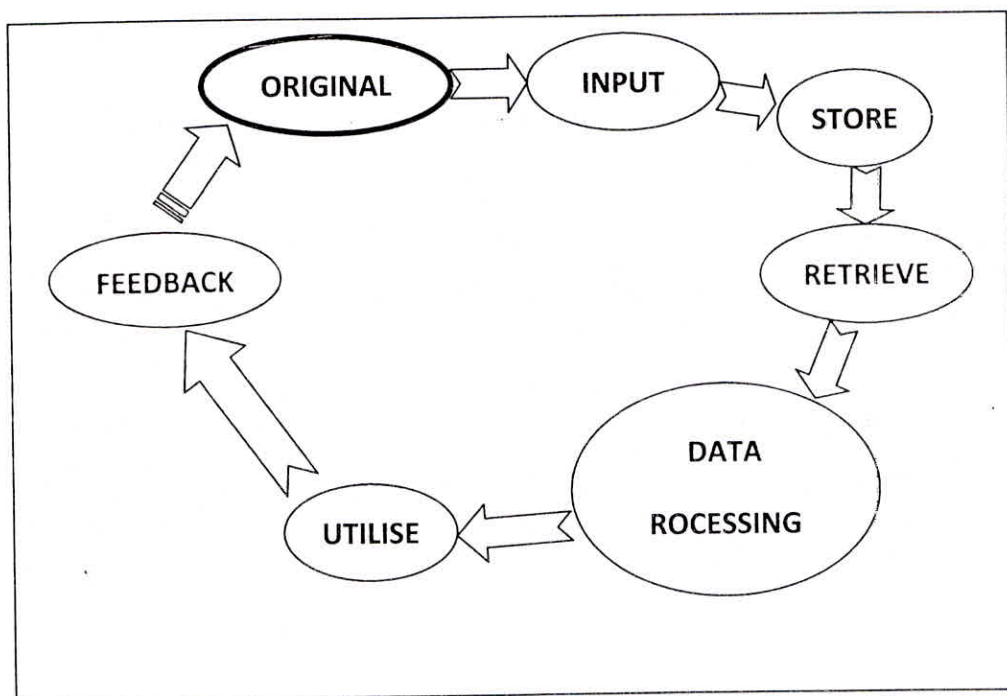 ORIGINAL
INPUT
STORE
RETRIEVE
DATA
ROCESSING
UTILISE
FEEDBACK